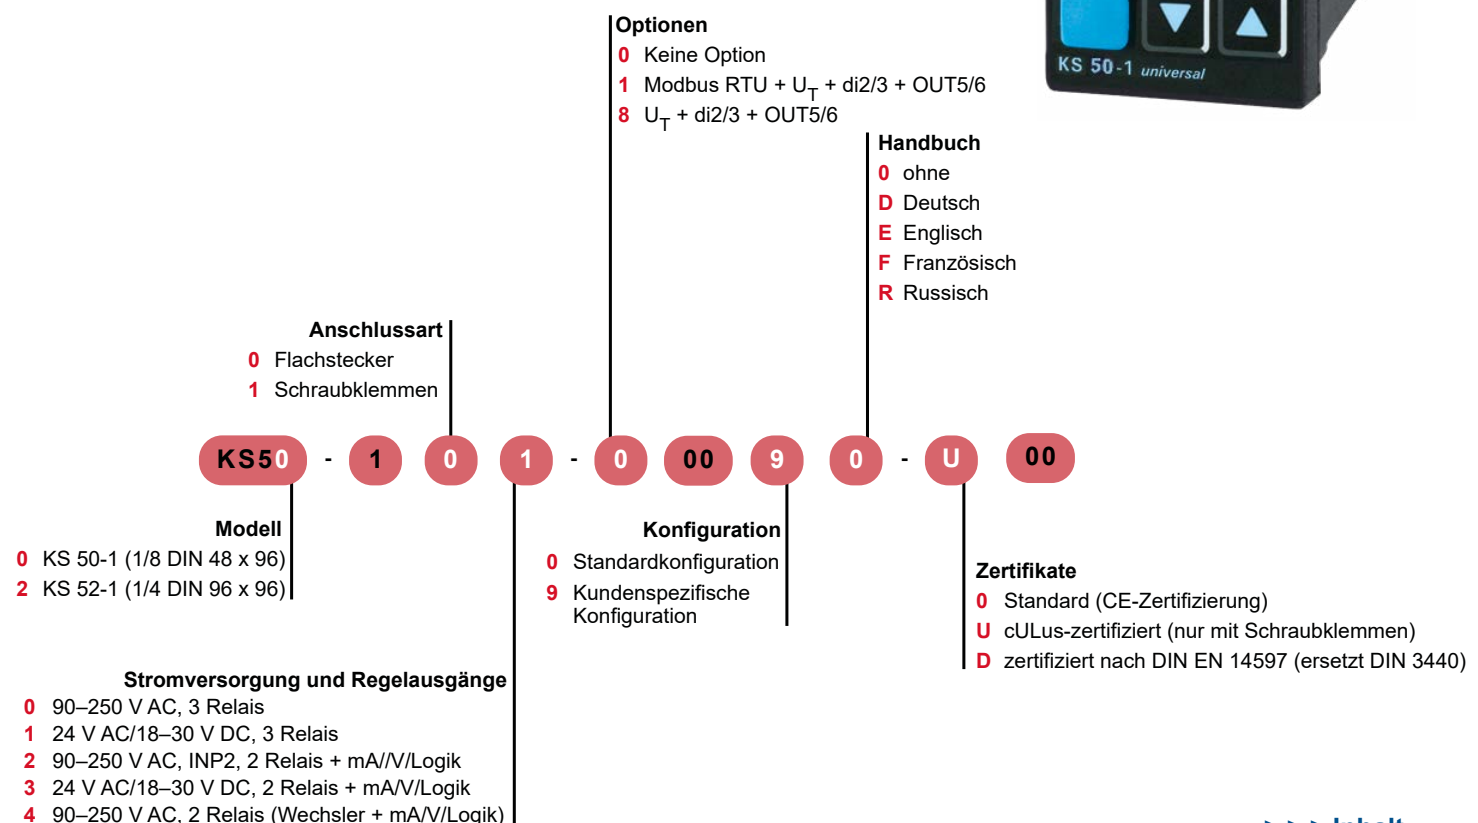 Optionen
0 Keine Option
1 Modbus RTU + UT + di2/3 + OUT5/6
8 UT + di2/3 + OUT5/6
KS 50-1 universal
Handbuch
0 ohne
D Deutsch
E Englisch
F Französisch
R Russisch
Anschlussart
0 Flachstecker
1 Schraubklemmen
KS50 - 1 0 1 - 0 00 9 0 - U 00
Modell
0 KS 50-1 (1/8 DIN 48 x 96)
2 KS 52-1 (1/4 DIN 96 x 96)
Konfiguration
0 Standardkonfiguration
9 Kundenspezifische
Konfiguration
Zertifikate
0 Standard (CE-Zertifizierung)
U cULus-zertifiziert (nur mit Schraubklemmen)
D zertifiziert nach DIN EN 14597 (ersetzt DIN 3440)
Stromversorgung und Regelausgänge
0 90–250 V AC, 3 Relais
1 24 V AC/18–30 V DC, 3 Relais
2 90–250 V AC, INP2, 2 Relais + mA//V/Logik
3 24 V AC/18–30 V DC, 2 Relais + mA/V/Logik
4 90–250 V AC, 2 Relais (Wechsler + mA/V/Logik)
>>> Inhalt